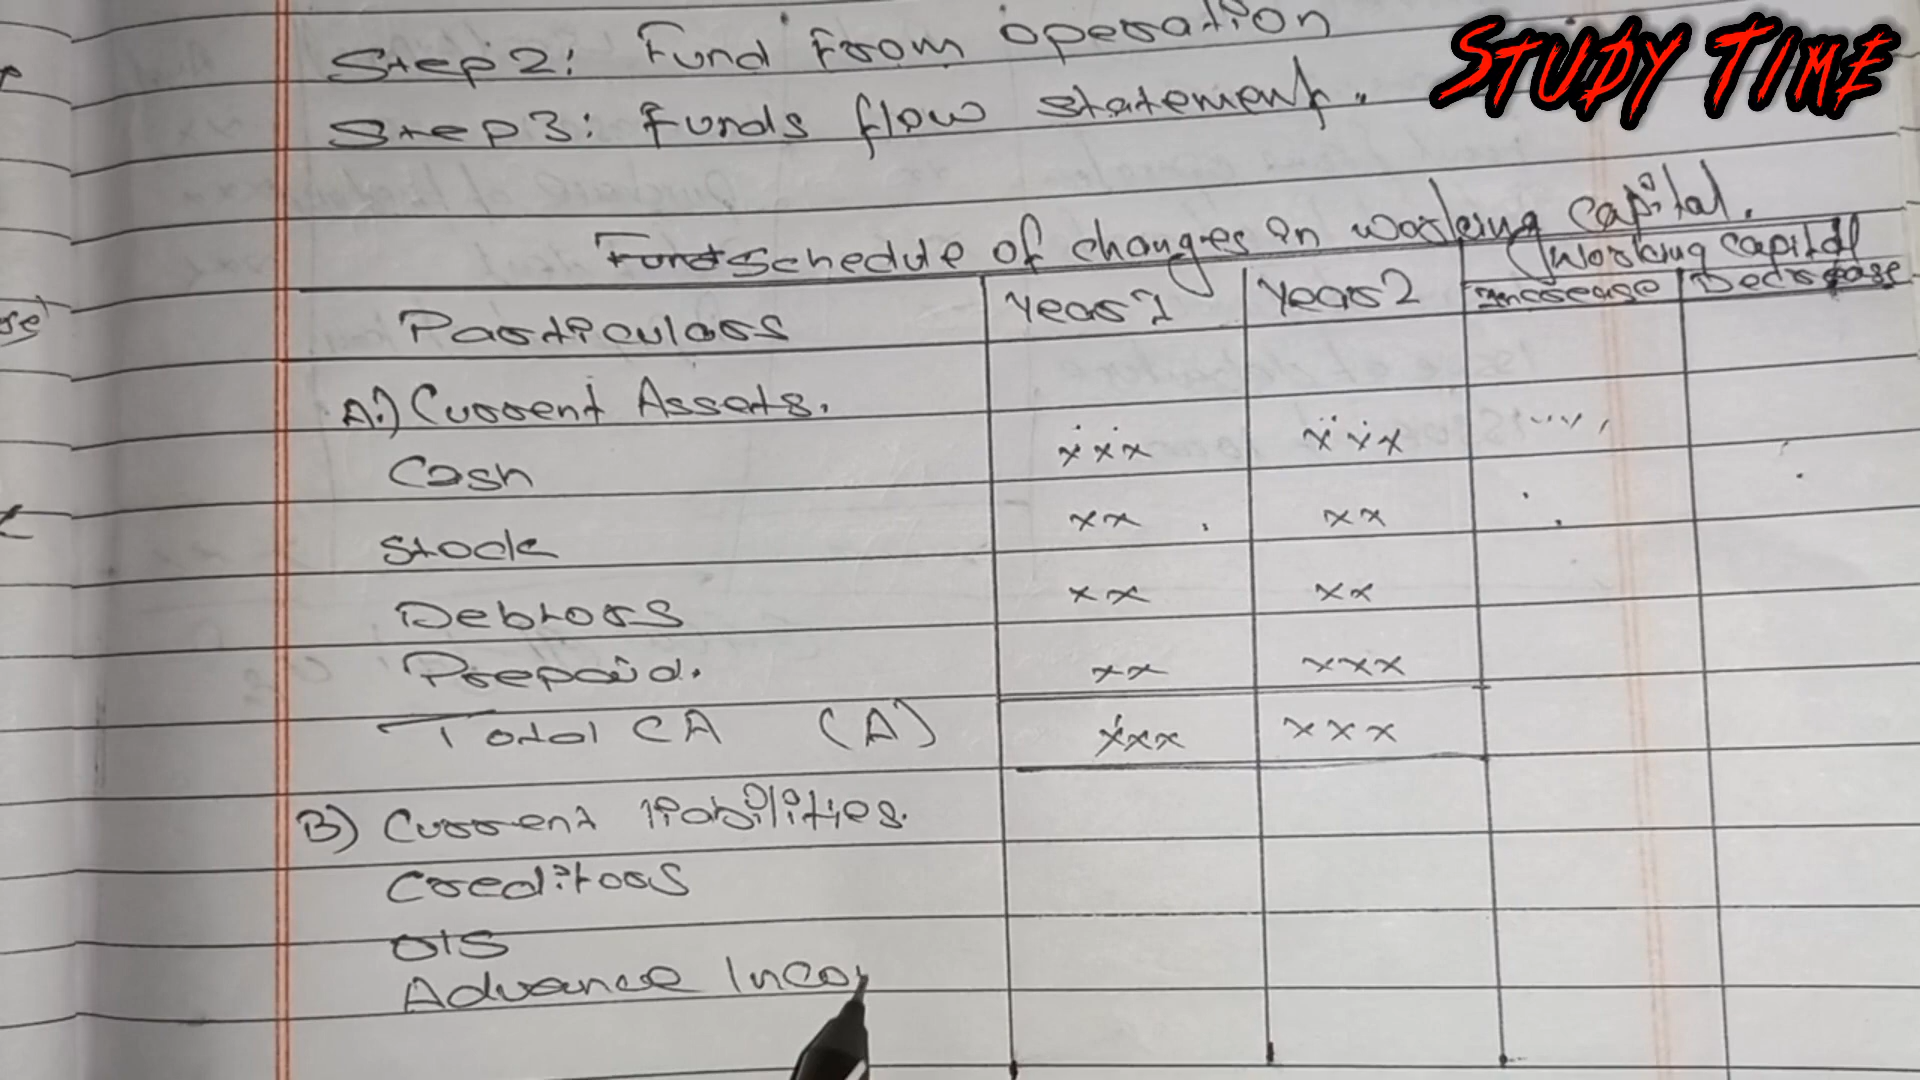 Step 2: Fund From operation
STUDY TIME
Step 3: Funds flow statement.
Fund Schedule of changes in working capital.
Working capital
Particulars Year 1 Year 2 Increase Decrease
A.) Current Assets.
Cash xxx xxx
Stock xx xx
Debtors xx xx
Prepaid. xx xxx
Total CA (A) xxx xxx
B) Current liabilities.
Creditors
O/S
Advance Inco